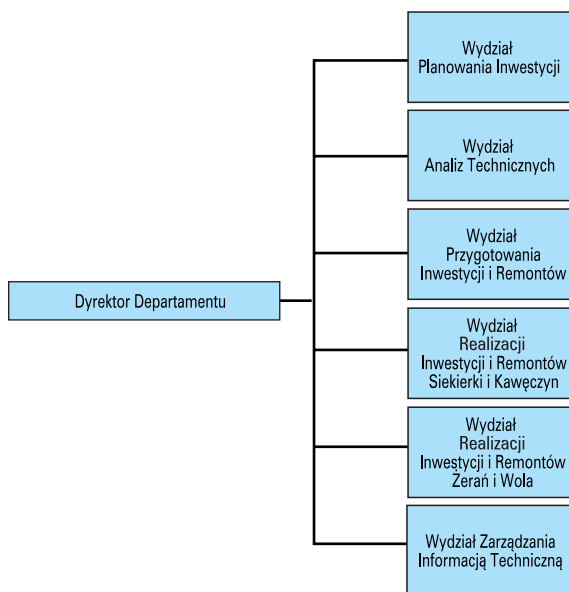 Wydział
Planowania Inwestycji
Wydział
Analiz Technicznych
Wydział
Przygotowania
Inwestycji i Remontów
Dyrektor Departamentu
Wydział
Realizacji
Inwestycji i Remontów
Siekierki i Kawęczyn
Wydział
Realizacji
Inwestycji i Remontów
Żerań i Wola
Wydział Zarządzania
Informacją Techniczną